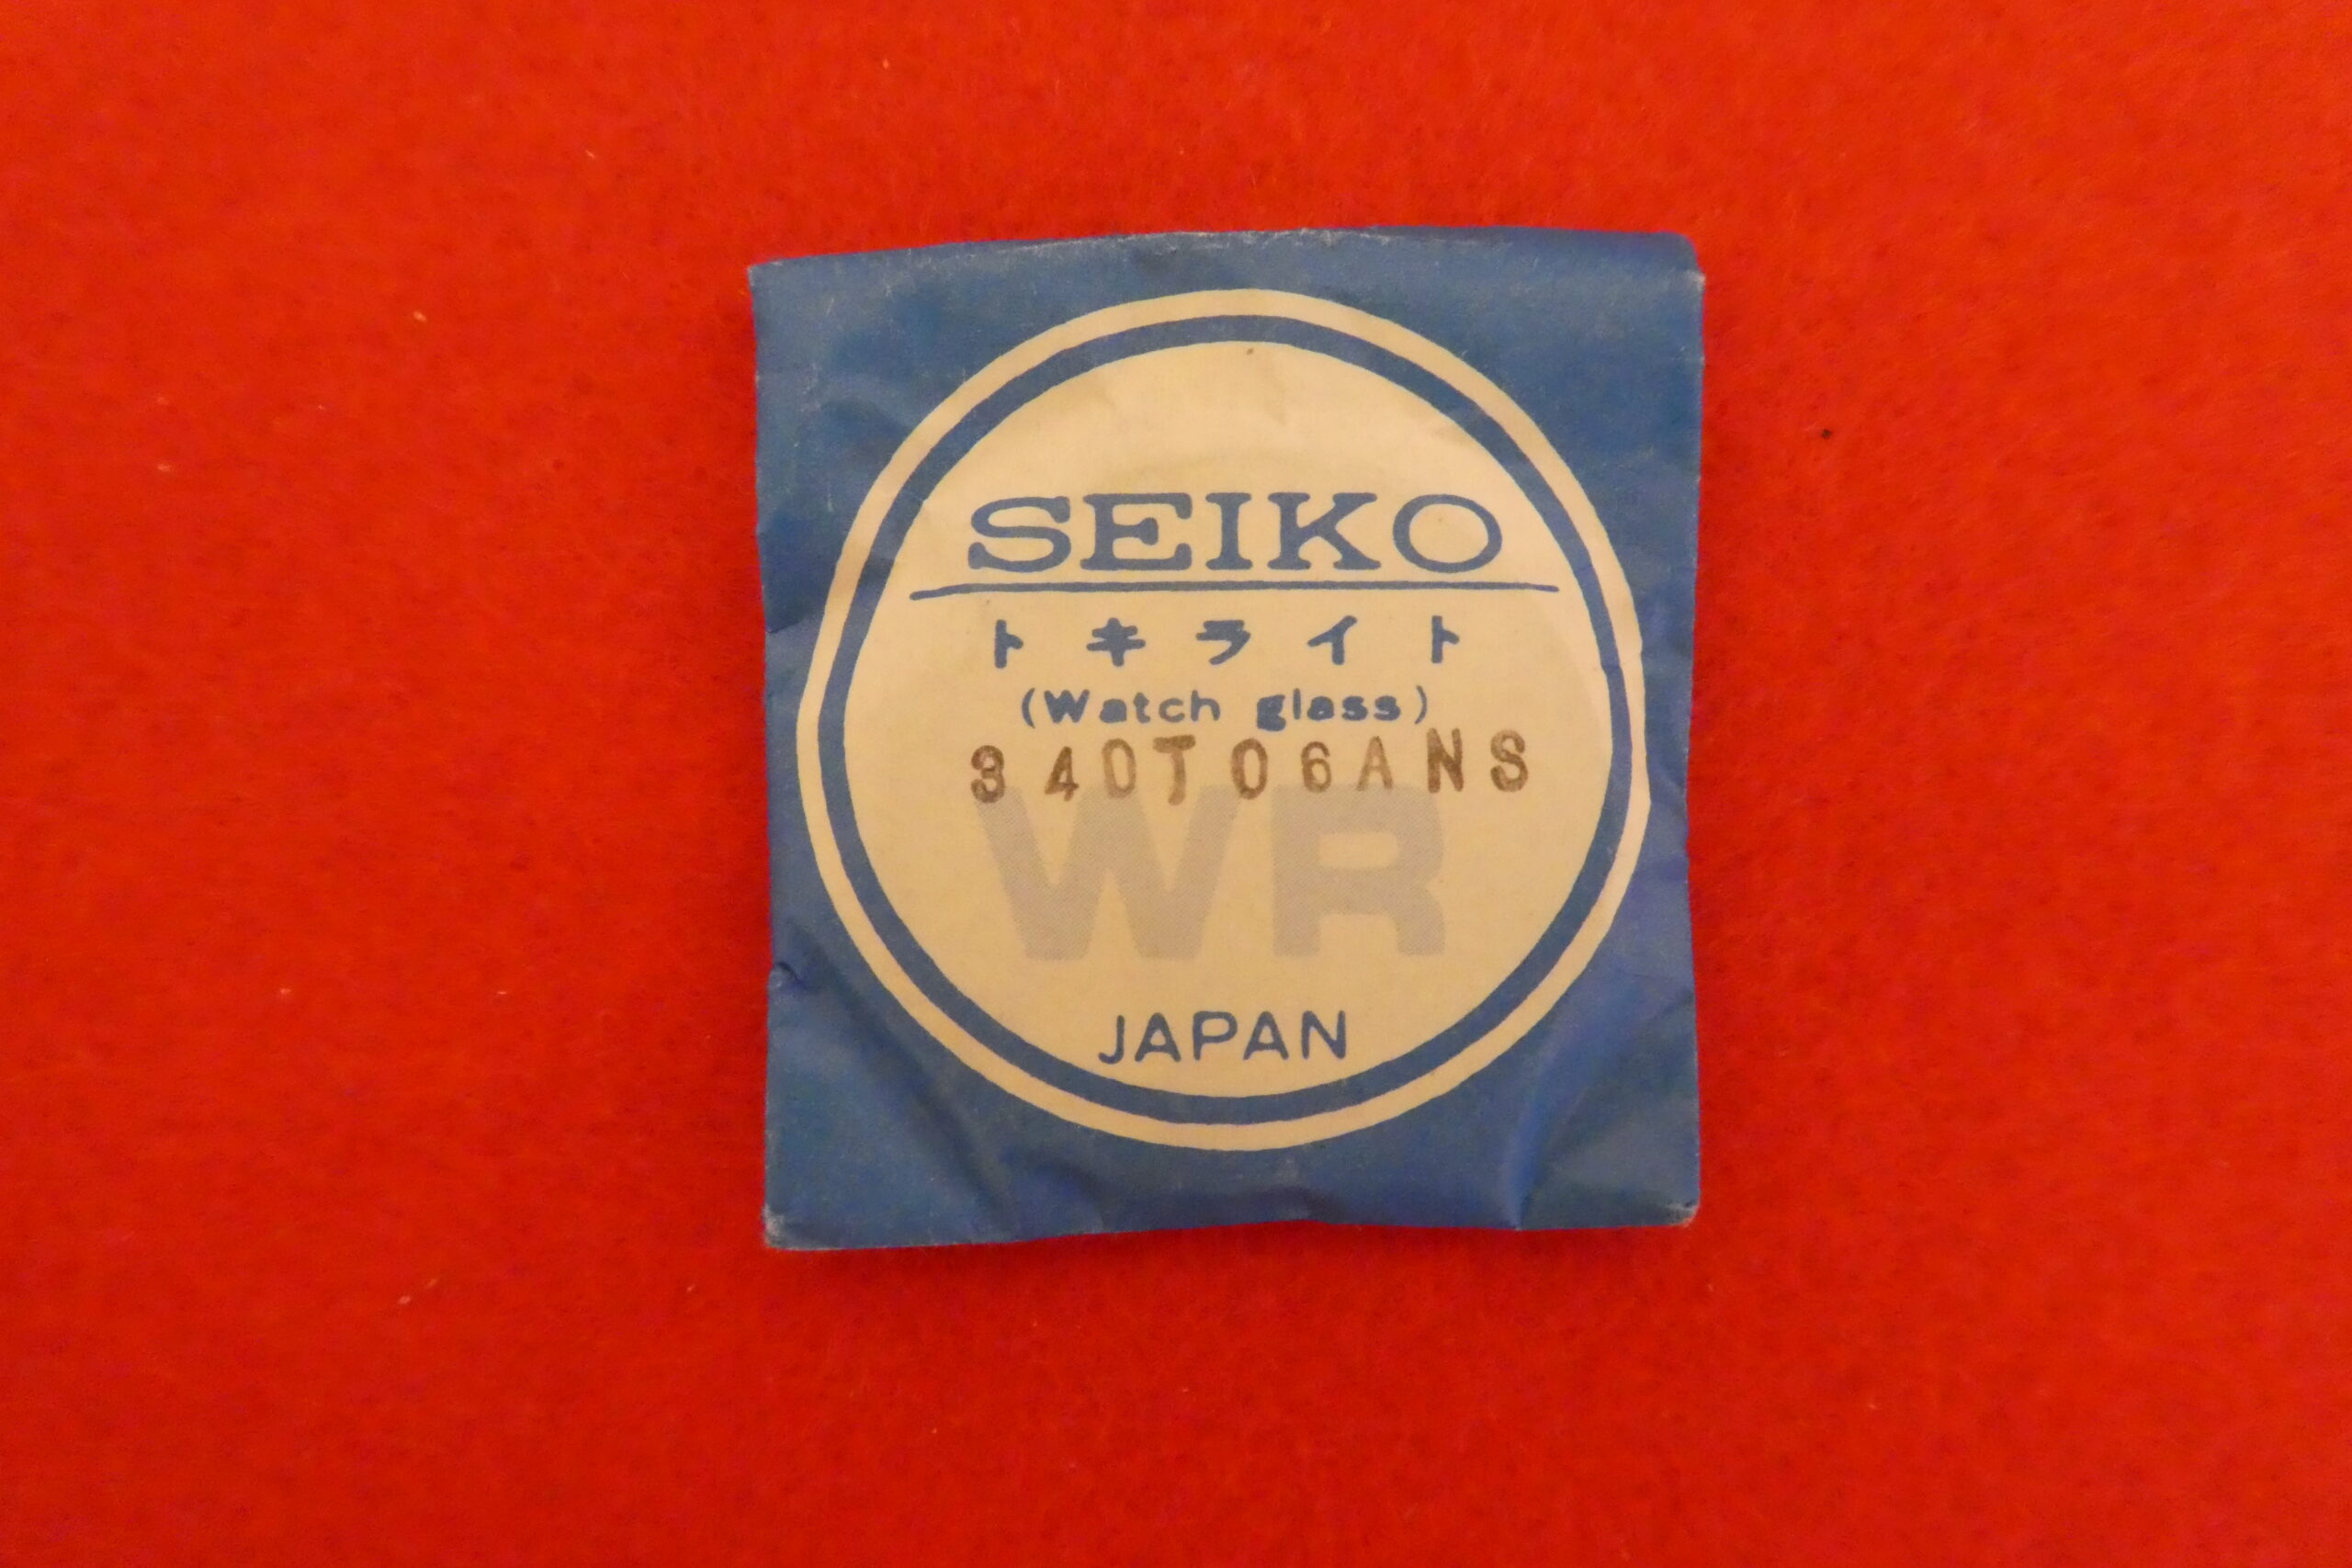 SEIKO
トキライト
(Watch glass)
340T06ANS
WR
JAPAN